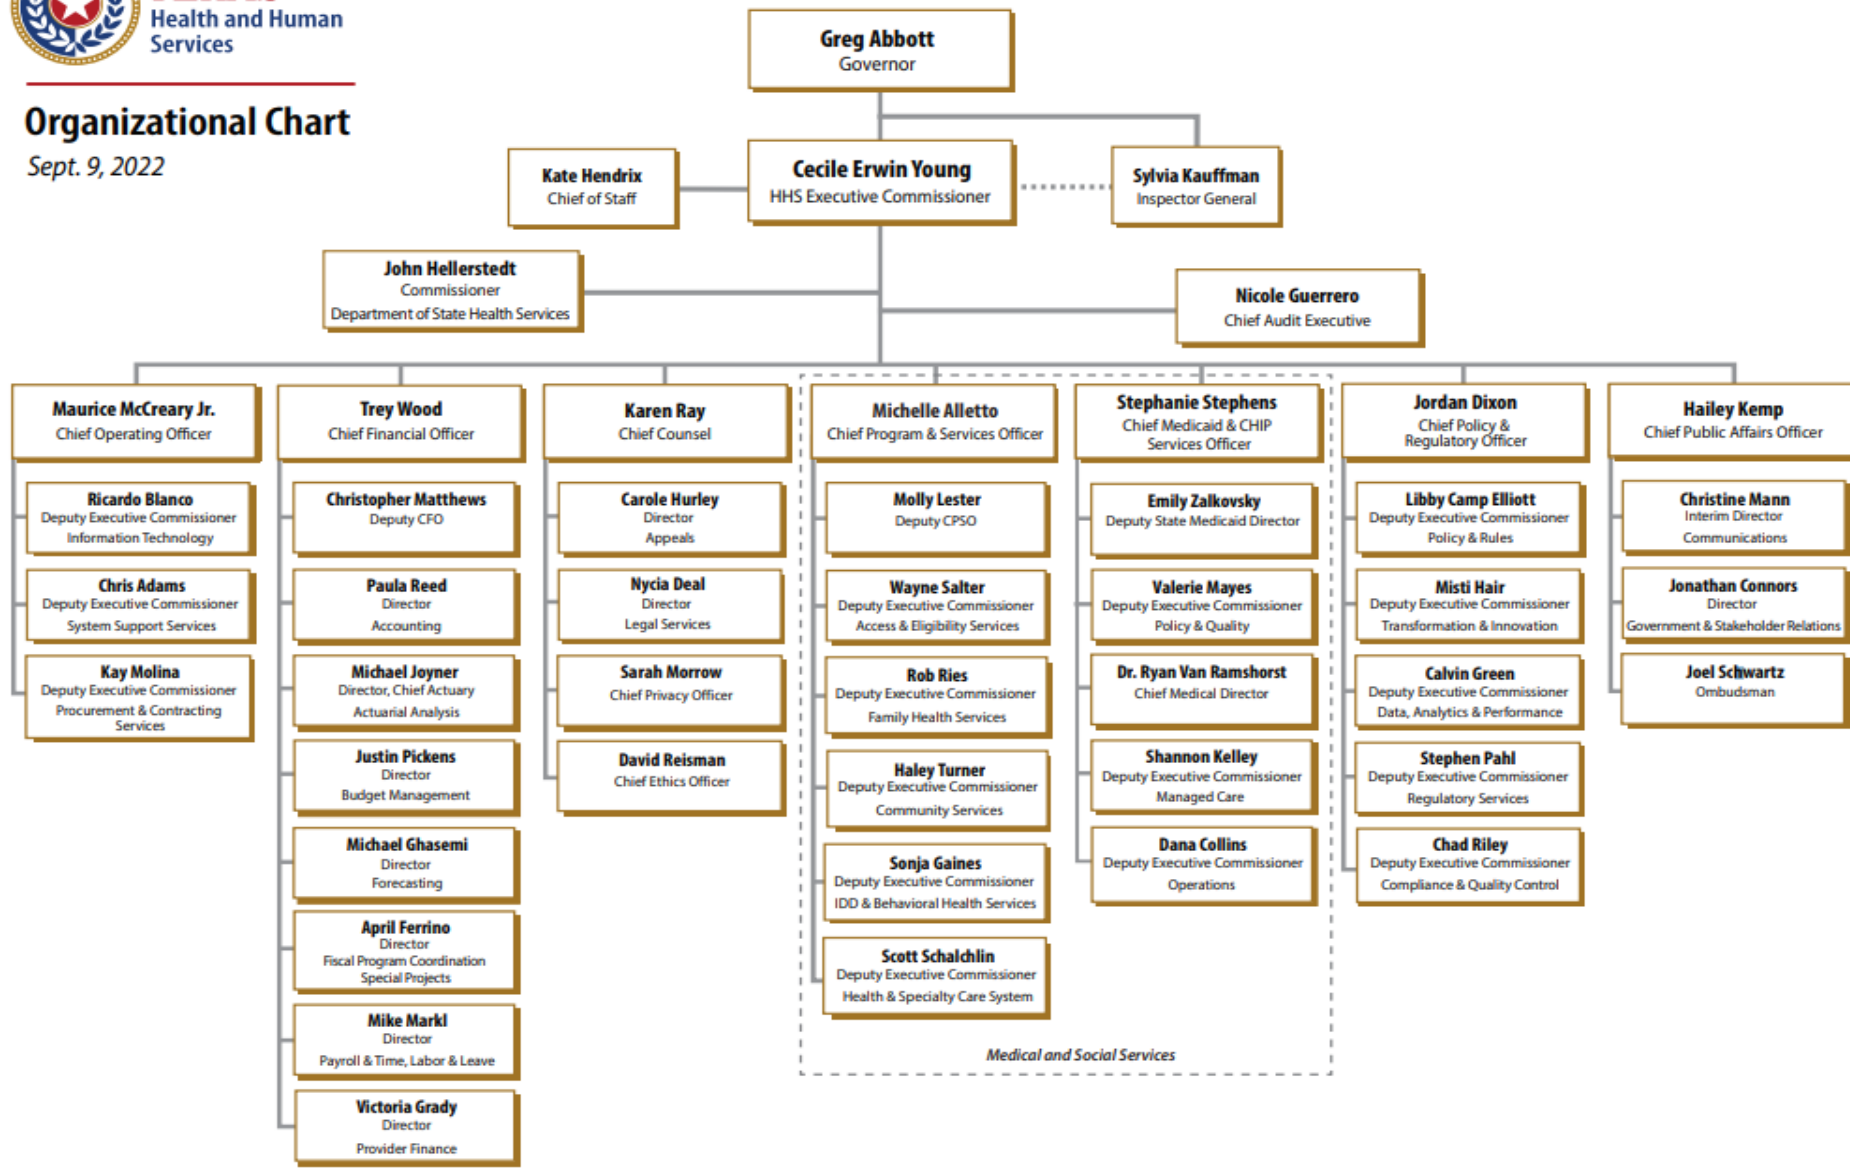 Health and Human
Services
Organizational Chart
Sept. 9, 2022
Greg Abbott
Governor
Kate Hendrix
Chief of Staff
Cecile Erwin Young
HHS Executive Commissioner
Sylvia Kauffman
Inspector General
John Hellerstedt
Commissioner
Department of State Health Services
Nicole Guerrero
Chief Audit Executive
Maurice McCreary Jr.
Chief Operating Officer
Ricardo Blanco
Deputy Executive Commissioner
Information Technology
Chris Adams
Deputy Executive Commissioner
System Support Services
Kay Molina
Deputy Executive Commissioner
Procurement & Contracting
Services
Trey Wood
Chief Financial Officer
Christopher Matthews
Deputy CFO
Paula Reed
Director
Accounting
Michael Joyner
Director, Chief Actuary
Actuarial Analysis
Justin Pickens
Director
Budget Management
Michael Ghasemi
Director
Forecasting
April Ferrino
Director
Fiscal Program Coordination
Special Projects
Mike Markl
Director
Payroll & Time, Labor & Leave
Victoria Grady
Director
Provider Finance
Karen Ray
Chief Counsel
Carole Hurley
Director
Appeals
Nycia Deal
Director
Legal Services
Sarah Morrow
Chief Privacy Officer
David Reisman
Chief Ethics Officer
Michelle Alletto
Chief Program & Services Officer
Molly Lester
Deputy CPSO
Wayne Salter
Deputy Executive Commissioner
Access & Eligibility Services
Rob Ries
Deputy Executive Commissioner
Family Health Services
Haley Turner
Deputy Executive Commissioner
Community Services
Sonja Gaines
Deputy Executive Commissioner
IDD & Behavioral Health Services
Scott Schalchlin
Deputy Executive Commissioner
Health & Specialty Care System
Stephanie Stephens
Chief Medicaid & CHIP
Services Officer
Emily Zalkovsky
Deputy State Medicaid Director
Valerie Mayes
Deputy Executive Commissioner
Policy & Quality
Dr. Ryan Van Ramshorst
Chief Medical Director
Shannon Kelley
Deputy Executive Commissioner
Managed Care
Dana Collins
Deputy Executive Commissioner
Operations
Medical and Social Services
Jordan Dixon
Chief Policy &
Regulatory Officer
Libby Camp Elliott
Deputy Executive Commissioner
Policy & Rules
Misti Hair
Deputy Executive Commissioner
Transformation & Innovation
Calvin Green
Deputy Executive Commissioner
Data, Analytics & Performance
Stephen Pahl
Deputy Executive Commissioner
Regulatory Services
Chad Riley
Deputy Executive Commissioner
Compliance & Quality Control
Hailey Kemp
Chief Public Affairs Officer
Christine Mann
Interim Director
Communications
Jonathan Connors
Director
Government & Stakeholder Relations
Joel Schwartz
Ombudsman